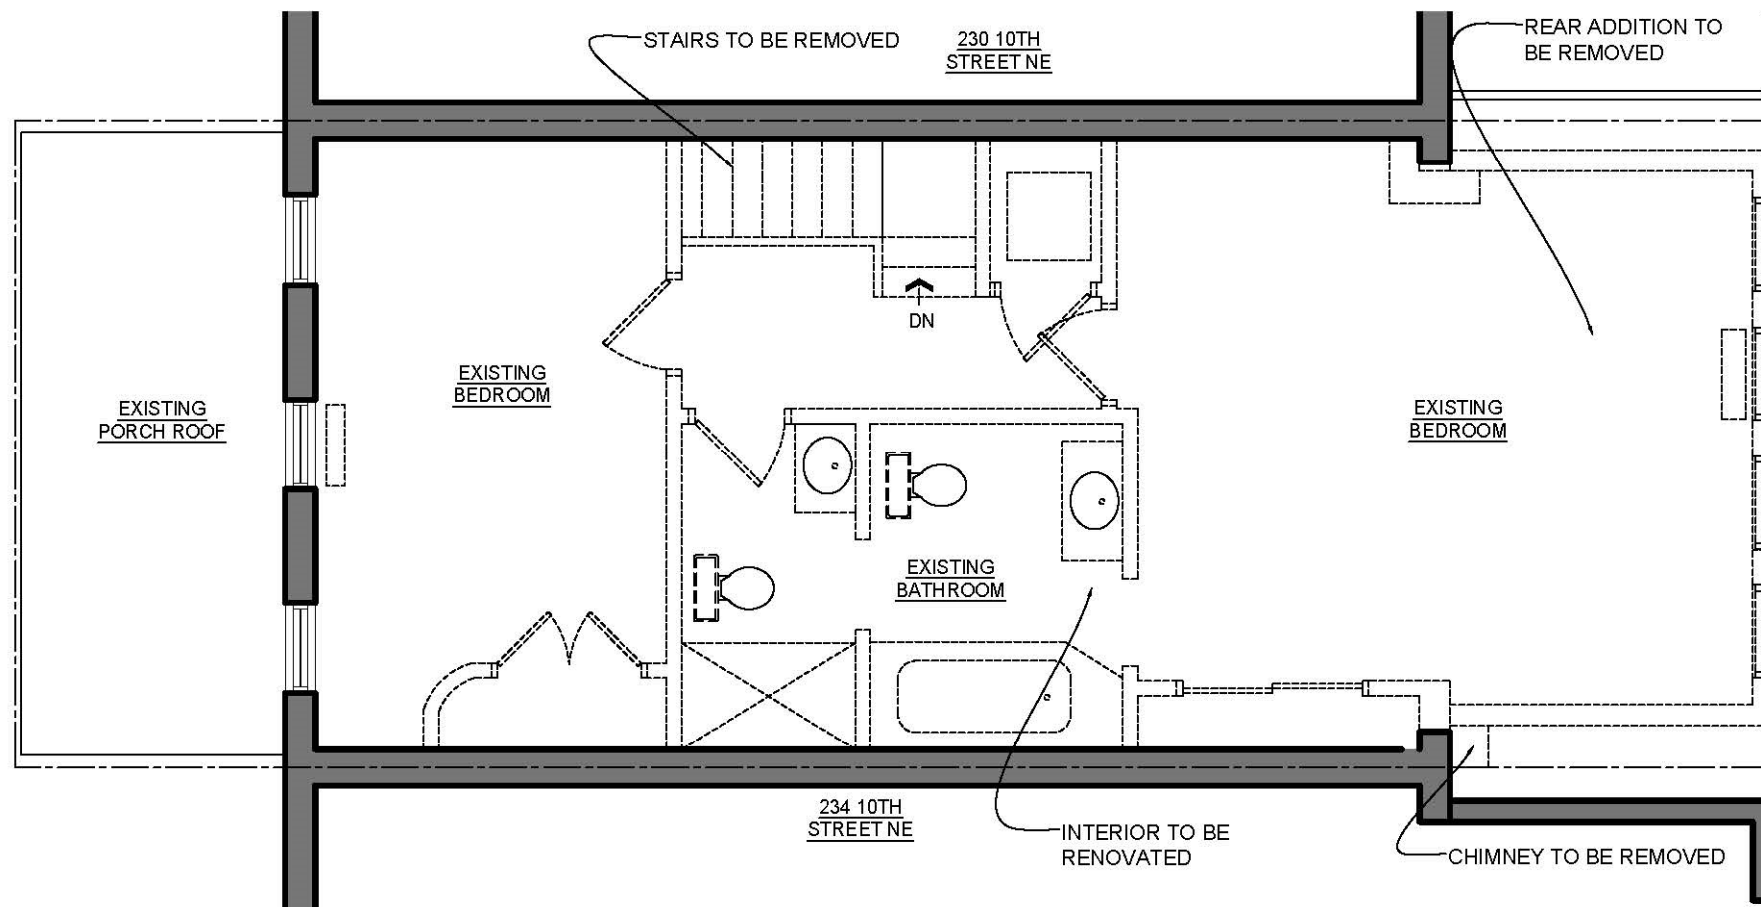 STAIRS TO BE REMOVED
230 10TH
STREET NE
REAR ADDITION TO
BE REMOVED
DN
EXISTING
BEDROOM
EXISTING
PORCH ROOF
EXISTING
BEDROOM
EXISTING
BATHROOM
234 10TH
STREET NE
INTERIOR TO BE
RENOVATED
CHIMNEY TO BE REMOVED